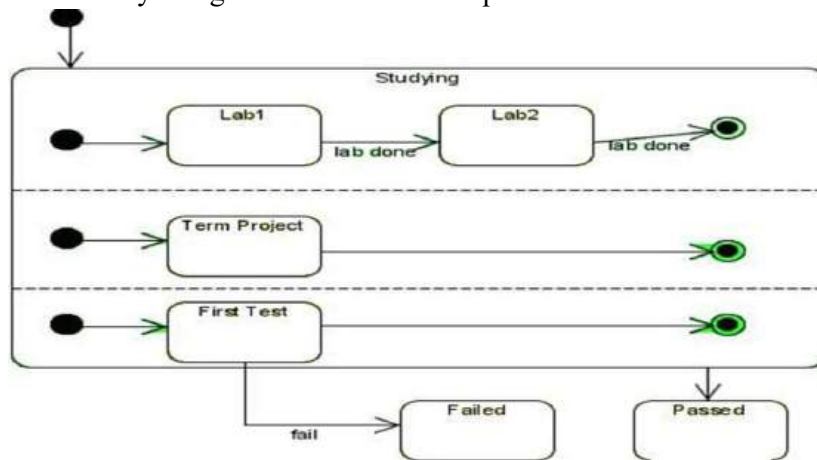 Studying
Lab1
Lab2
lab done
lab done
Term Project
First Test
fail
Failed
Passed